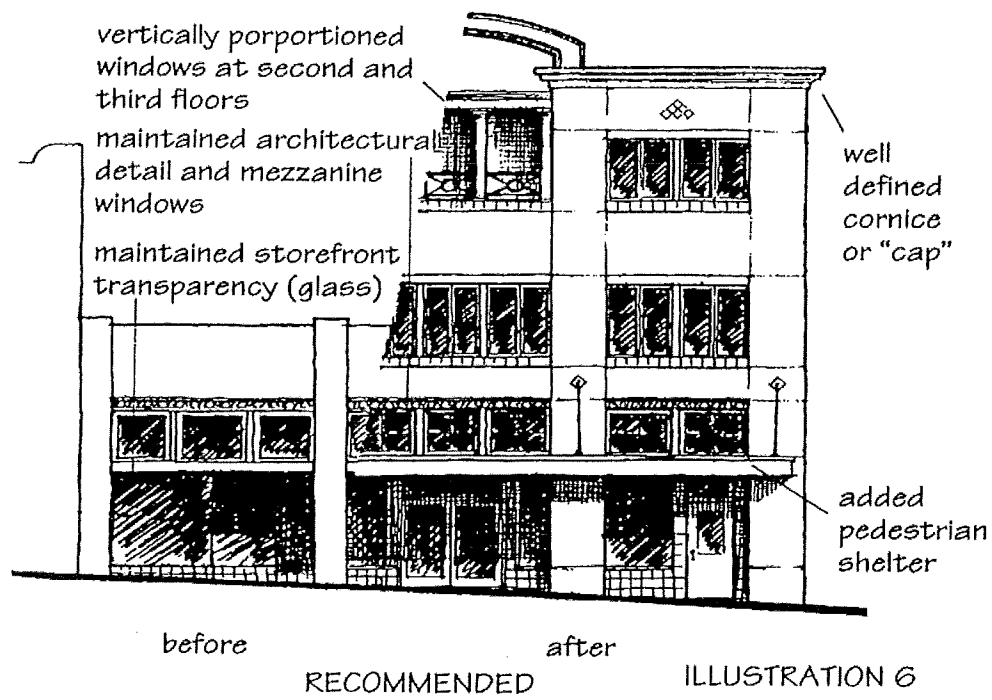 vertically porportioned
windows at second and
third floors
maintained architectural
detail and mezzanine
windows
maintained storefront
transparency (glass)
well
defined
cornice
or "cap"
added
pedestrian
shelter
before
after
RECOMMENDED
ILLUSTRATION 6